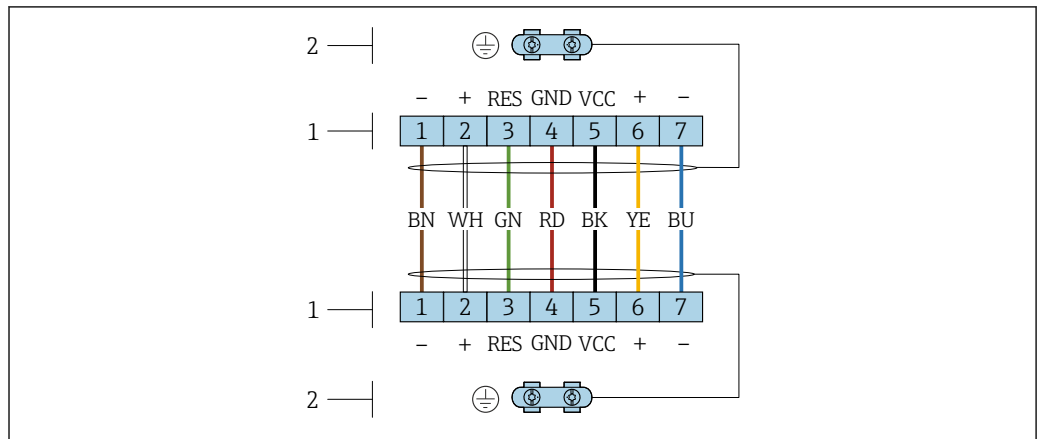 2
− + RES GND VCC + −
1 1 2 3 4 5 6 7
BN WH GN RD BK YE BU
1 1 2 3 4 5 6 7
− + RES GND VCC + −
2